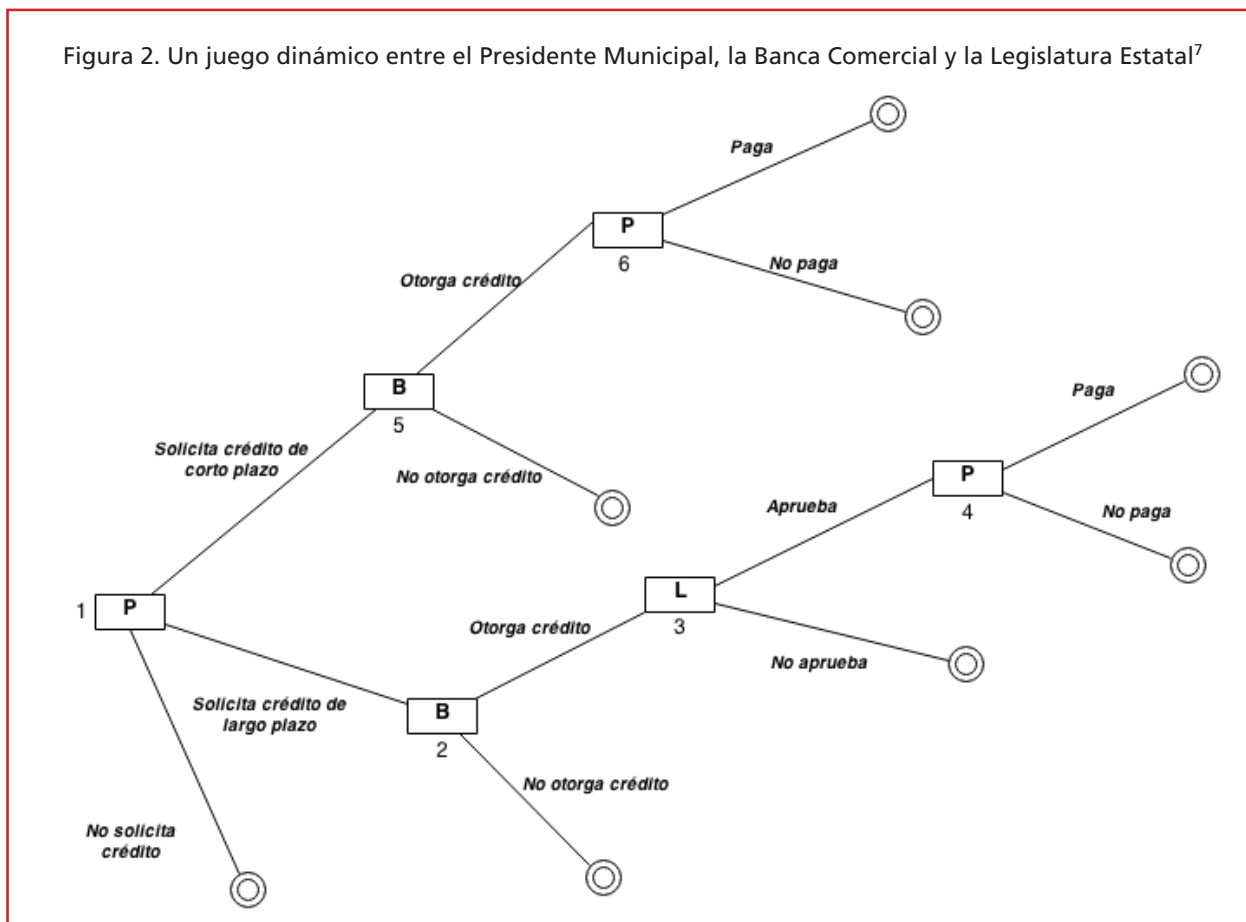 Figura 2. Un juego dinámico entre el Presidente Municipal, la Banca Comercial y la Legislatura Estatal7
Paga
P
6
No paga
Otorga crédito
B
5
Solicita crédito de
corto plazo
No otorga crédito
Paga
P
4
Aprueba
No paga
1
P
L
3
Otorga crédito
No aprueba
Solicita crédito de
largo plazo
B
2
No otorga crédito
No solicita
crédito